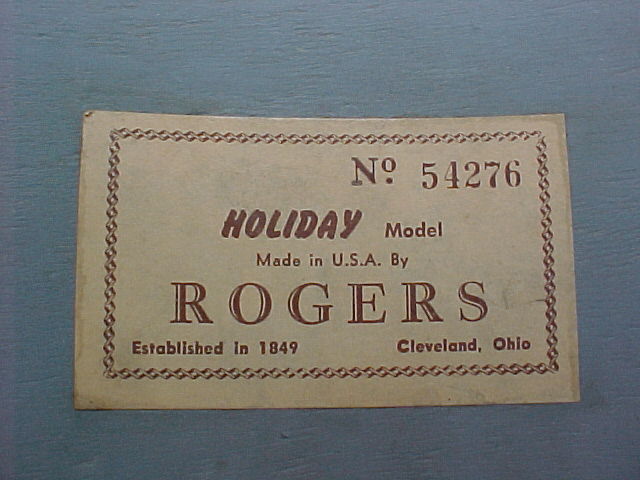 Nº 54276
HOLIDAY Model
Made in U.S.A. By
ROGERS
Established in 1849 Cleveland, Ohio